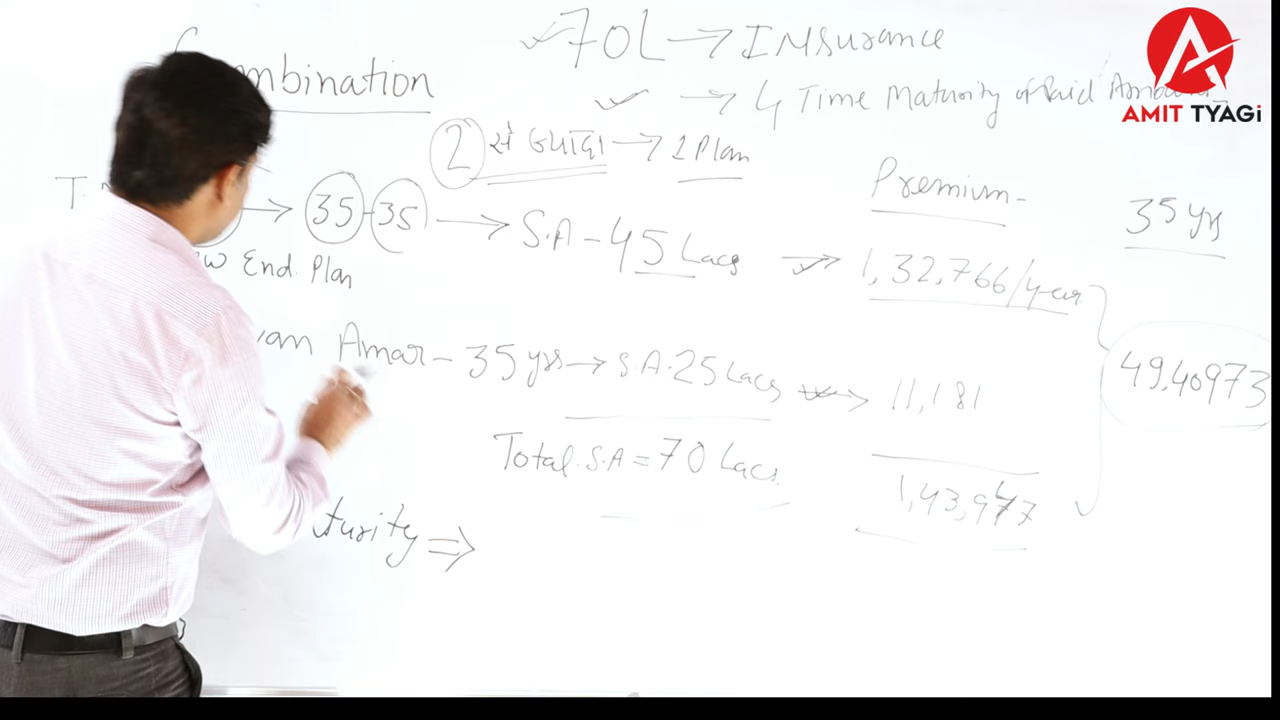 mbination
70L → INsurance
→ 4 Time Maturity of Paid Amount
AMIT TYAGi
2 से ज्यादा → 1 Plan
Premium-
35 yrs
T.
→ 35-35 → S.A - 45 Lacs → 1,32,766/year
w End. Plan
an Amar - 35 yrs → S.A. 25 Lacs → 11,181
49,40973
Total. S.A = 70 Lacs.
1,43,947
turity ⇒